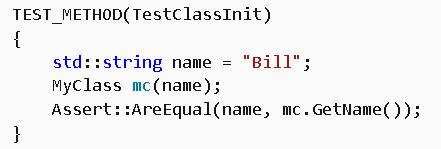 TEST_METHOD(TestClassInit)
{
    std::string name = "Bill";
    MyClass mc(name);
    Assert::AreEqual(name, mc.GetName());
}